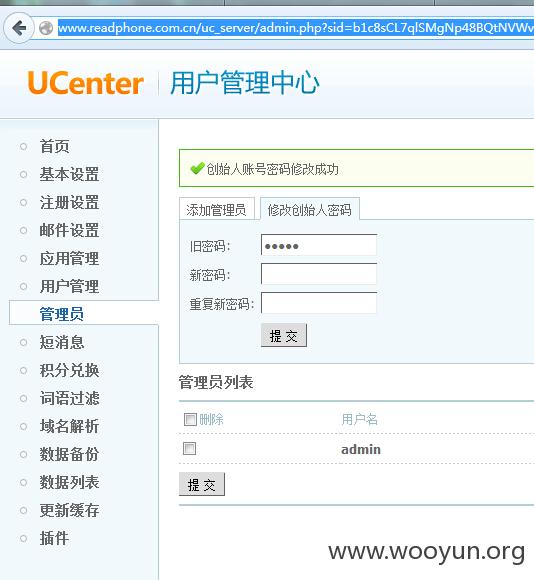 www.readphone.com.cn/uc_server/admin.php?sid=b1c8sCL7qlSMgNp48BQtNVWv
UCenter 用户管理中心
首页
基本设置
注册设置
邮件设置
应用管理
用户管理
管理员
短消息
积分兑换
词语过滤
域名解析
数据备份
数据列表
更新缓存
插件
创始人账号密码修改成功
添加管理员 修改创始人密码
旧密码:
新密码:
重复新密码:
提 交
管理员列表
删除 用户名
admin
提 交
www.wooyun.org